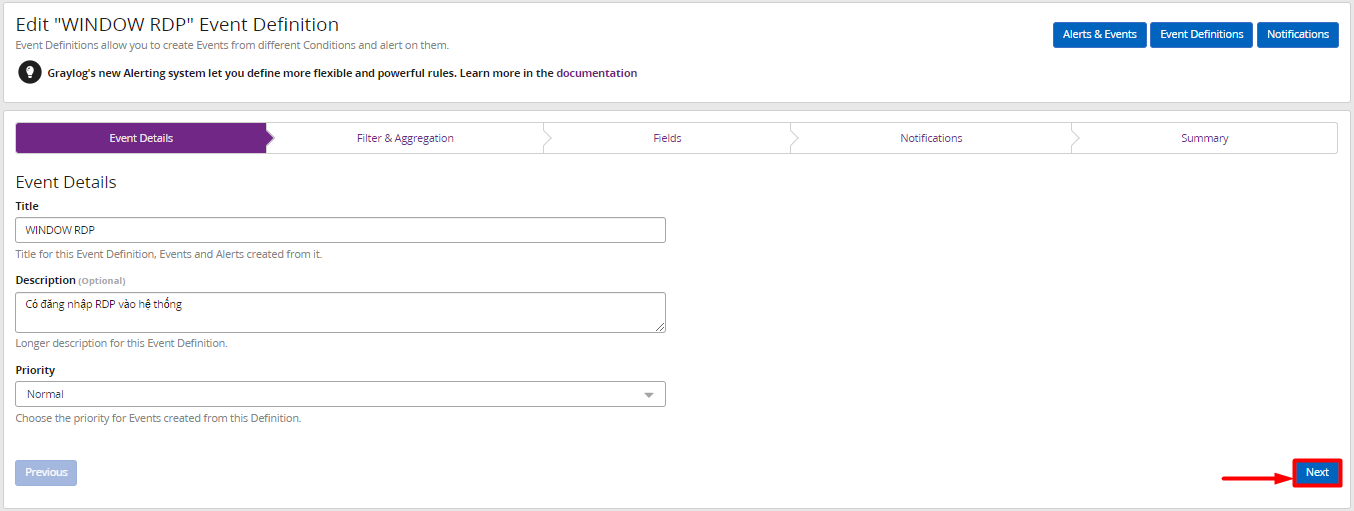 Edit "WINDOW RDP" Event Definition
Event Definitions allow you to create Events from different Conditions and alert on them.
Alerts & Events
Event Definitions
Notifications
Graylog's new Alerting system let you define more flexible and powerful rules. Learn more in the documentation
Event Details
Filter & Aggregation
Fields
Notifications
Summary
Event Details
Title
WINDOW RDP
Title for this Event Definition, Events and Alerts created from it.
Description (Optional)
Có đăng nhập RDP vào hệ thống
Longer description for this Event Definition.
Priority
Normal
Choose the priority for Events created from this Definition.
Previous
Next